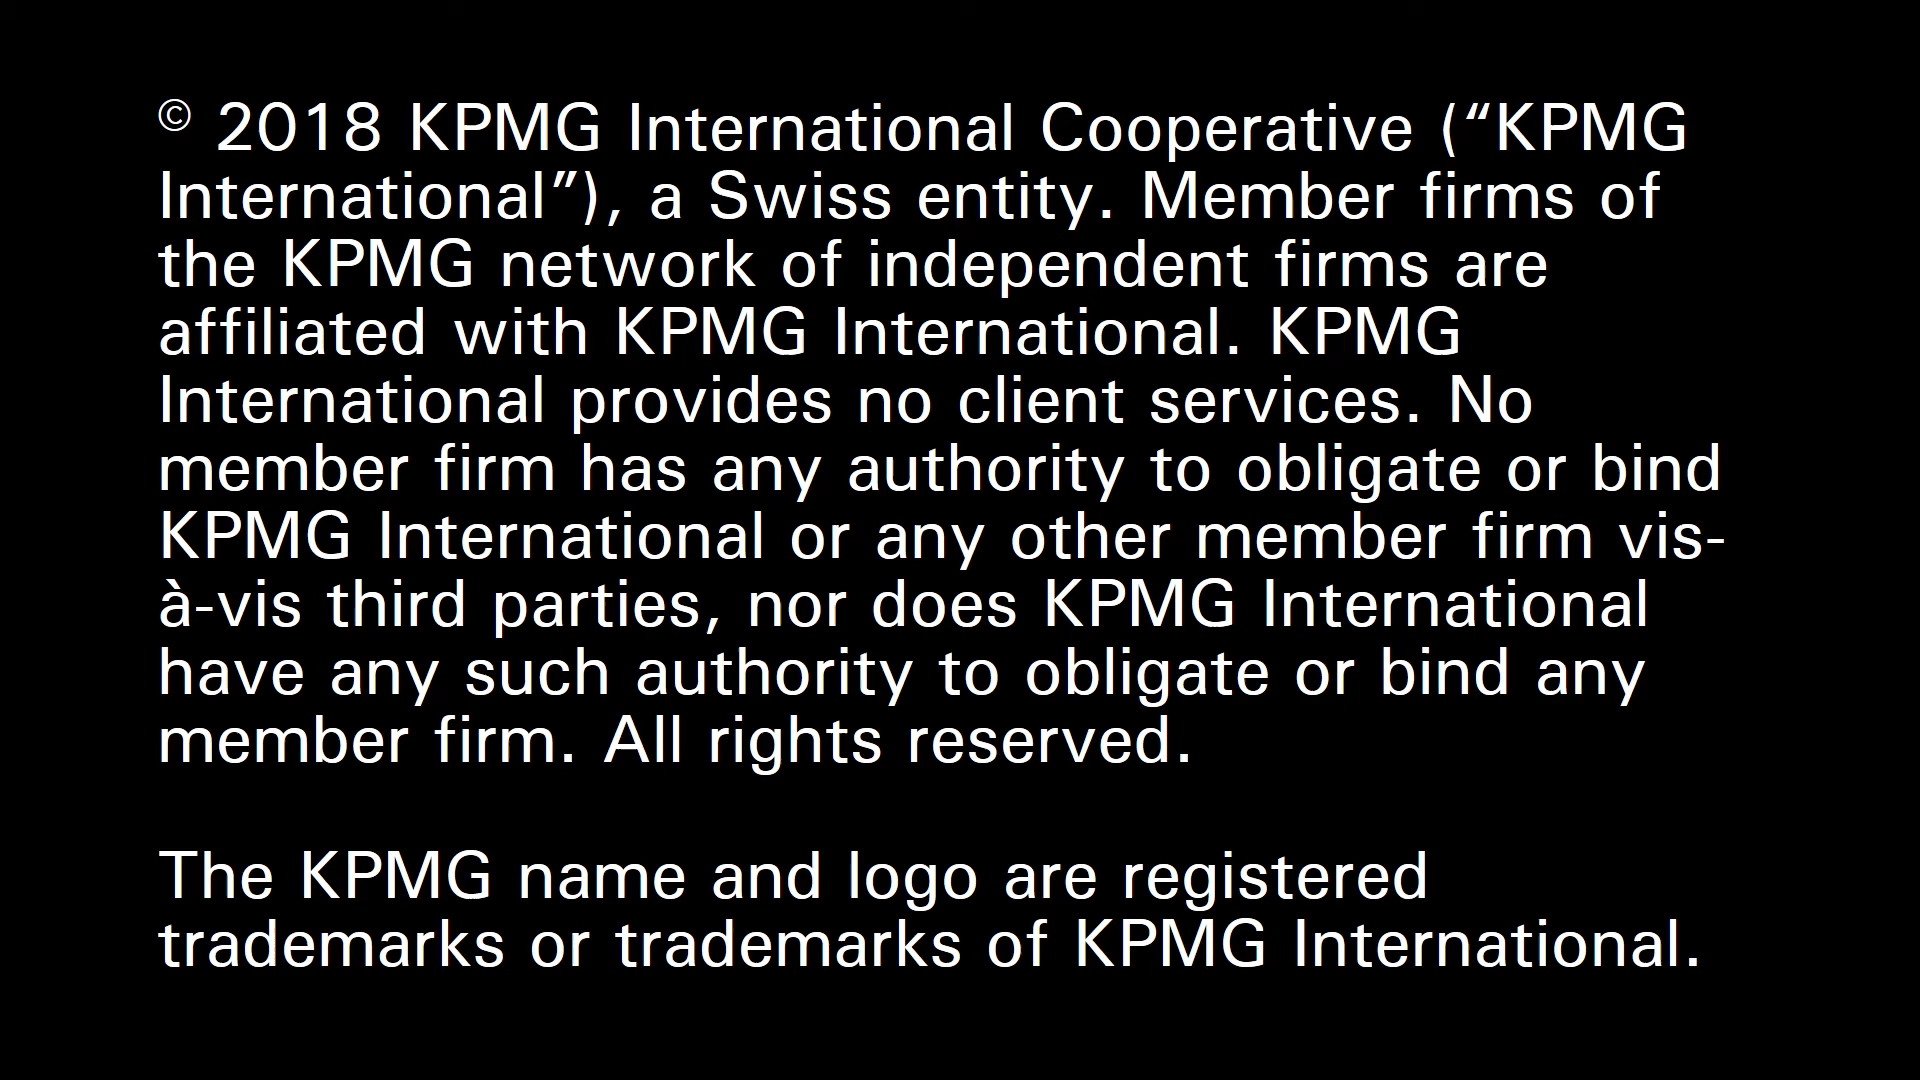 © 2018 KPMG International Cooperative (“KPMG
International”), a Swiss entity. Member firms of
the KPMG network of independent firms are
affiliated with KPMG International. KPMG
International provides no client services. No
member firm has any authority to obligate or bind
KPMG International or any other member firm vis-
à-vis third parties, nor does KPMG International
have any such authority to obligate or bind any
member firm. All rights reserved.
The KPMG name and logo are registered
trademarks or trademarks of KPMG International.